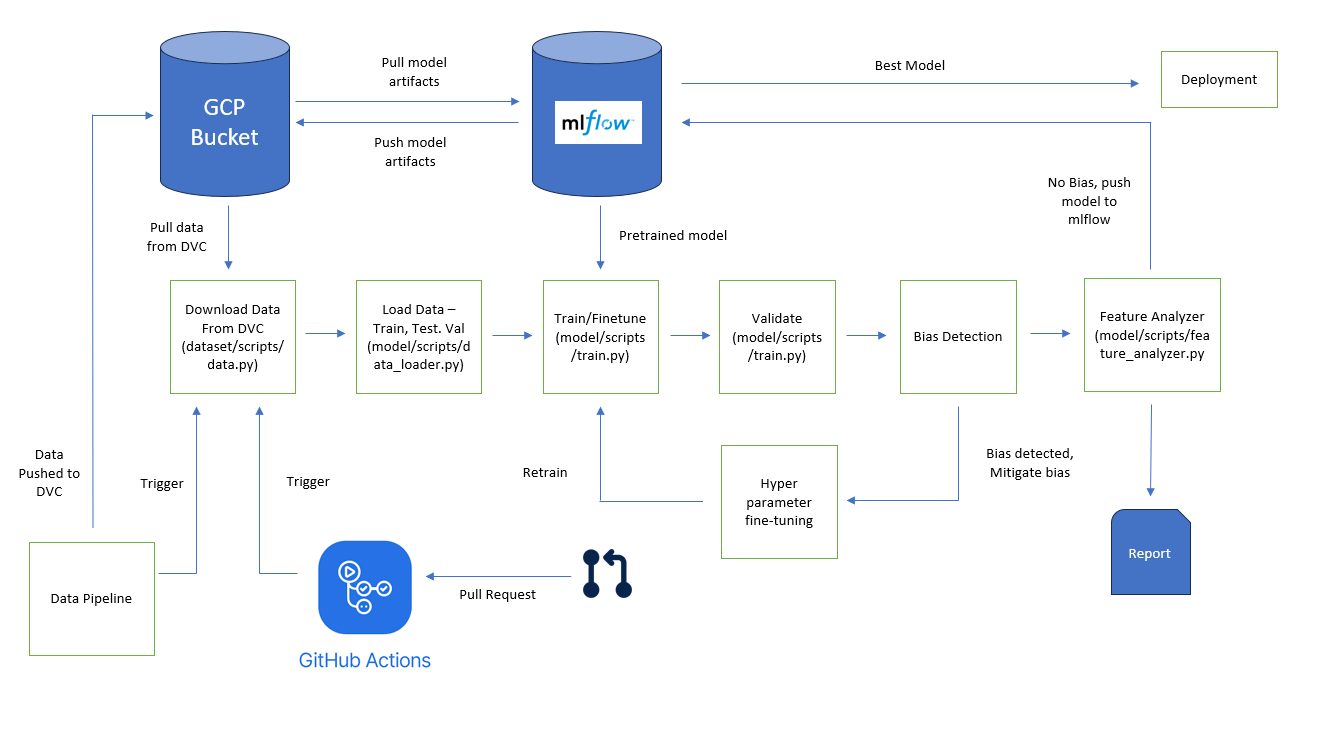 Pull model
artifacts
Best Model
Deployment
GCP
Bucket
mlflow
Push model
artifacts
No Bias, push
model to
mlflow
Pull data
from DVC
Pretrained model
Download Data
From DVC
(dataset/scripts/
data.py)
Load Data –
Train, Test. Val
(model/scripts/d
ata_loader.py)
Train/Finetune
(model/scripts
/train.py)
Validate
(model/scripts
/train.py)
Bias Detection
Feature Analyzer
(model/scripts/fea
ture_analyzer.py
Data
Pushed to
DVC
Trigger
Trigger
Retrain
Hyper
parameter
fine-tuning
Bias detected,
Mitigate bias
Report
Data Pipeline
Pull Request
GitHub Actions